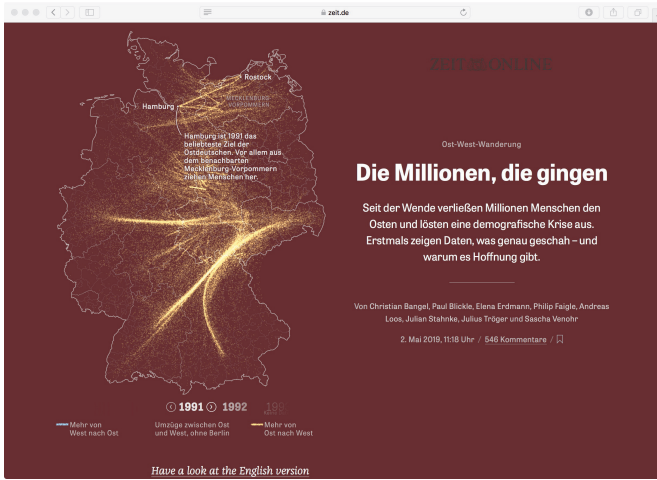 zeit.de
Rostock
MECKLENBURG-
VORPOMMERN
Hamburg
Hamburg ist 1991 das
beliebteste Ziel der
Ostdeutschen. Vor allem aus
dem benachbarten
Mecklenburg-Vorpommern
ziehen Menschen her.
1991 1992
Mehr von
West nach Ost
Umzüge zwischen Ost
und West, ohne Berlin
Mehr von
Ost nach West
Have a look at the English version
Ost-West-Wanderung
Die Millionen, die gingen
Seit der Wende verließen Millionen Menschen den
Osten und lösten eine demografische Krise aus.
Erstmals zeigen Daten, was genau geschah – und
warum es Hoffnung gibt.
Von Christian Bangel, Paul Blickle, Elena Erdmann, Philip Faigle, Andreas
Loos, Julian Stahnke, Julius Tröger und Sascha Venohr
2. Mai 2019, 11:18 Uhr / 546 Kommentare /